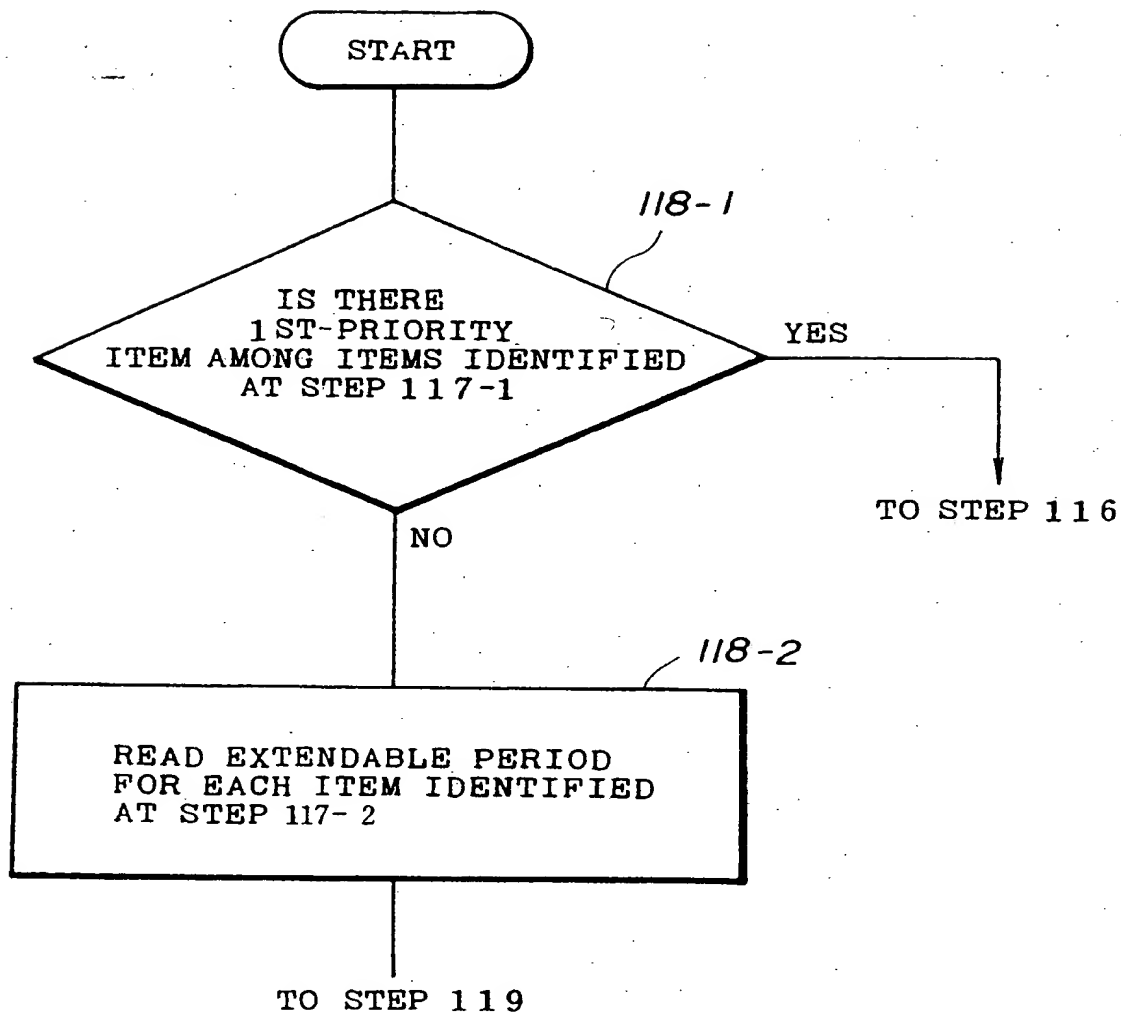 START
118-1
IS THERE
1ST-PRIORITY
ITEM AMONG ITEMS IDENTIFIED
AT STEP 117-1
YES
TO STEP 116
NO
118-2
READ EXTENDABLE PERIOD
FOR EACH ITEM IDENTIFIED
AT STEP 117-2
TO STEP 119